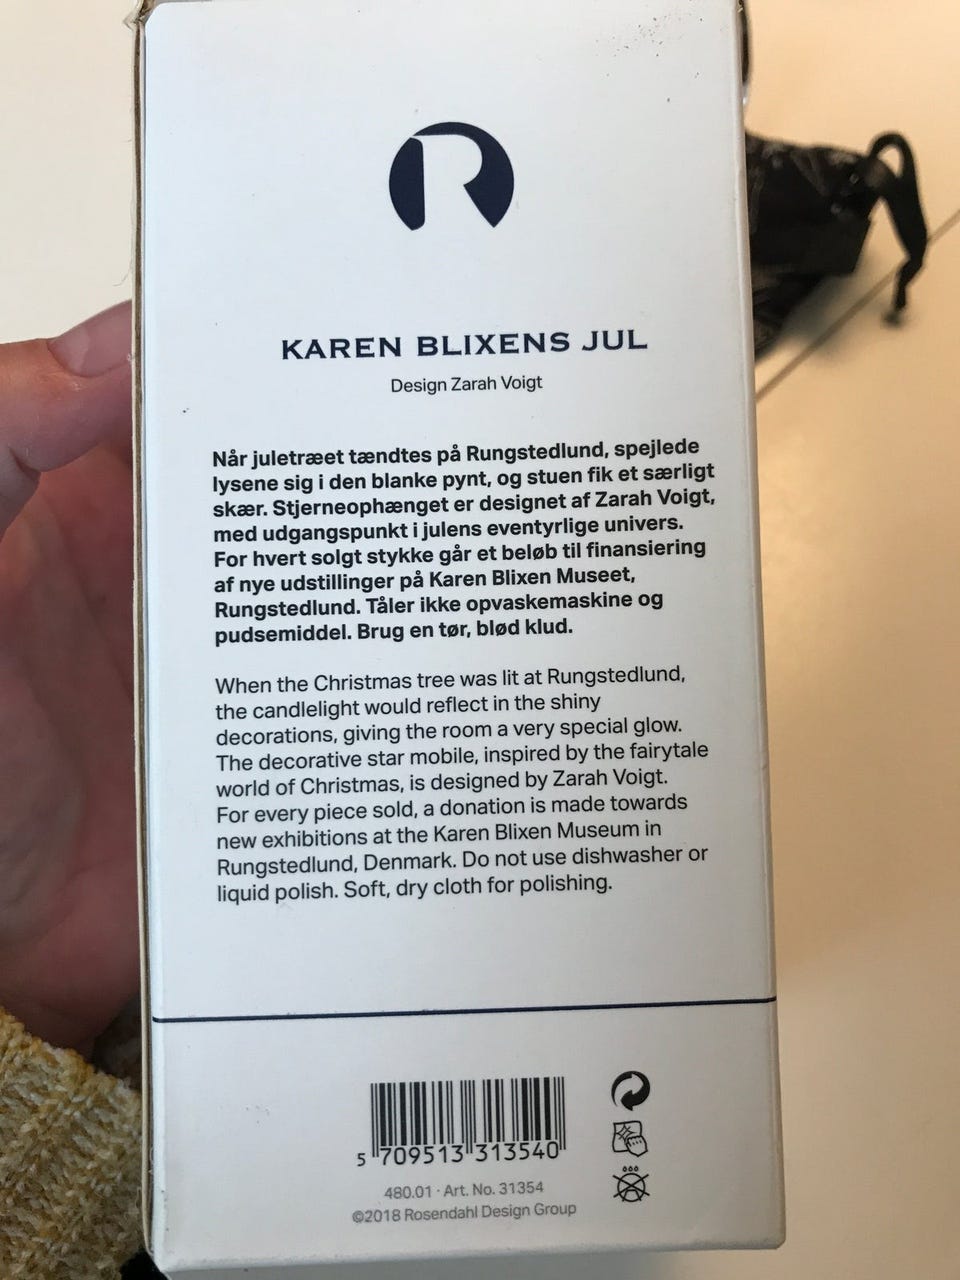 R
KAREN BLIXENS JUL
Design Zarah Voigt
Når juletræet tændtes på Rungstedlund, spejlede
lysene sig i den blanke pynt, og stuen fik et særligt
skær. Stjerneophænget er designet af Zarah Voigt,
med udgangspunkt i julens eventyrlige univers.
For hvert solgt stykke går et beløb til finansiering
af nye udstillinger på Karen Blixen Museet,
Rungstedlund. Tåler ikke opvaskemaskine og
pudsemiddel. Brug en tør, blød klud.
When the Christmas tree was lit at Rungstedlund,
the candlelight would reflect in the shiny
decorations, giving the room a very special glow.
The decorative star mobile, inspired by the fairytale
world of Christmas, is designed by Zarah Voigt.
For every piece sold, a donation is made towards
new exhibitions at the Karen Blixen Museum in
Rungstedlund, Denmark. Do not use dishwasher or
liquid polish. Soft, dry cloth for polishing.
5 709513 313540
480.01 · Art. No. 31354
©2018 Rosendahl Design Group